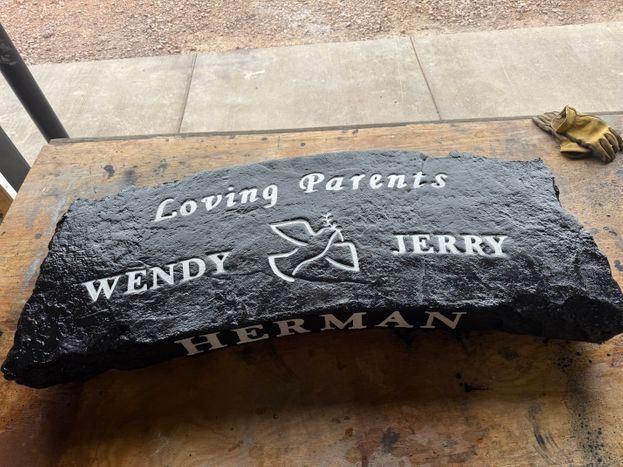 Loving Parents
WENDY JERRY
HERMAN